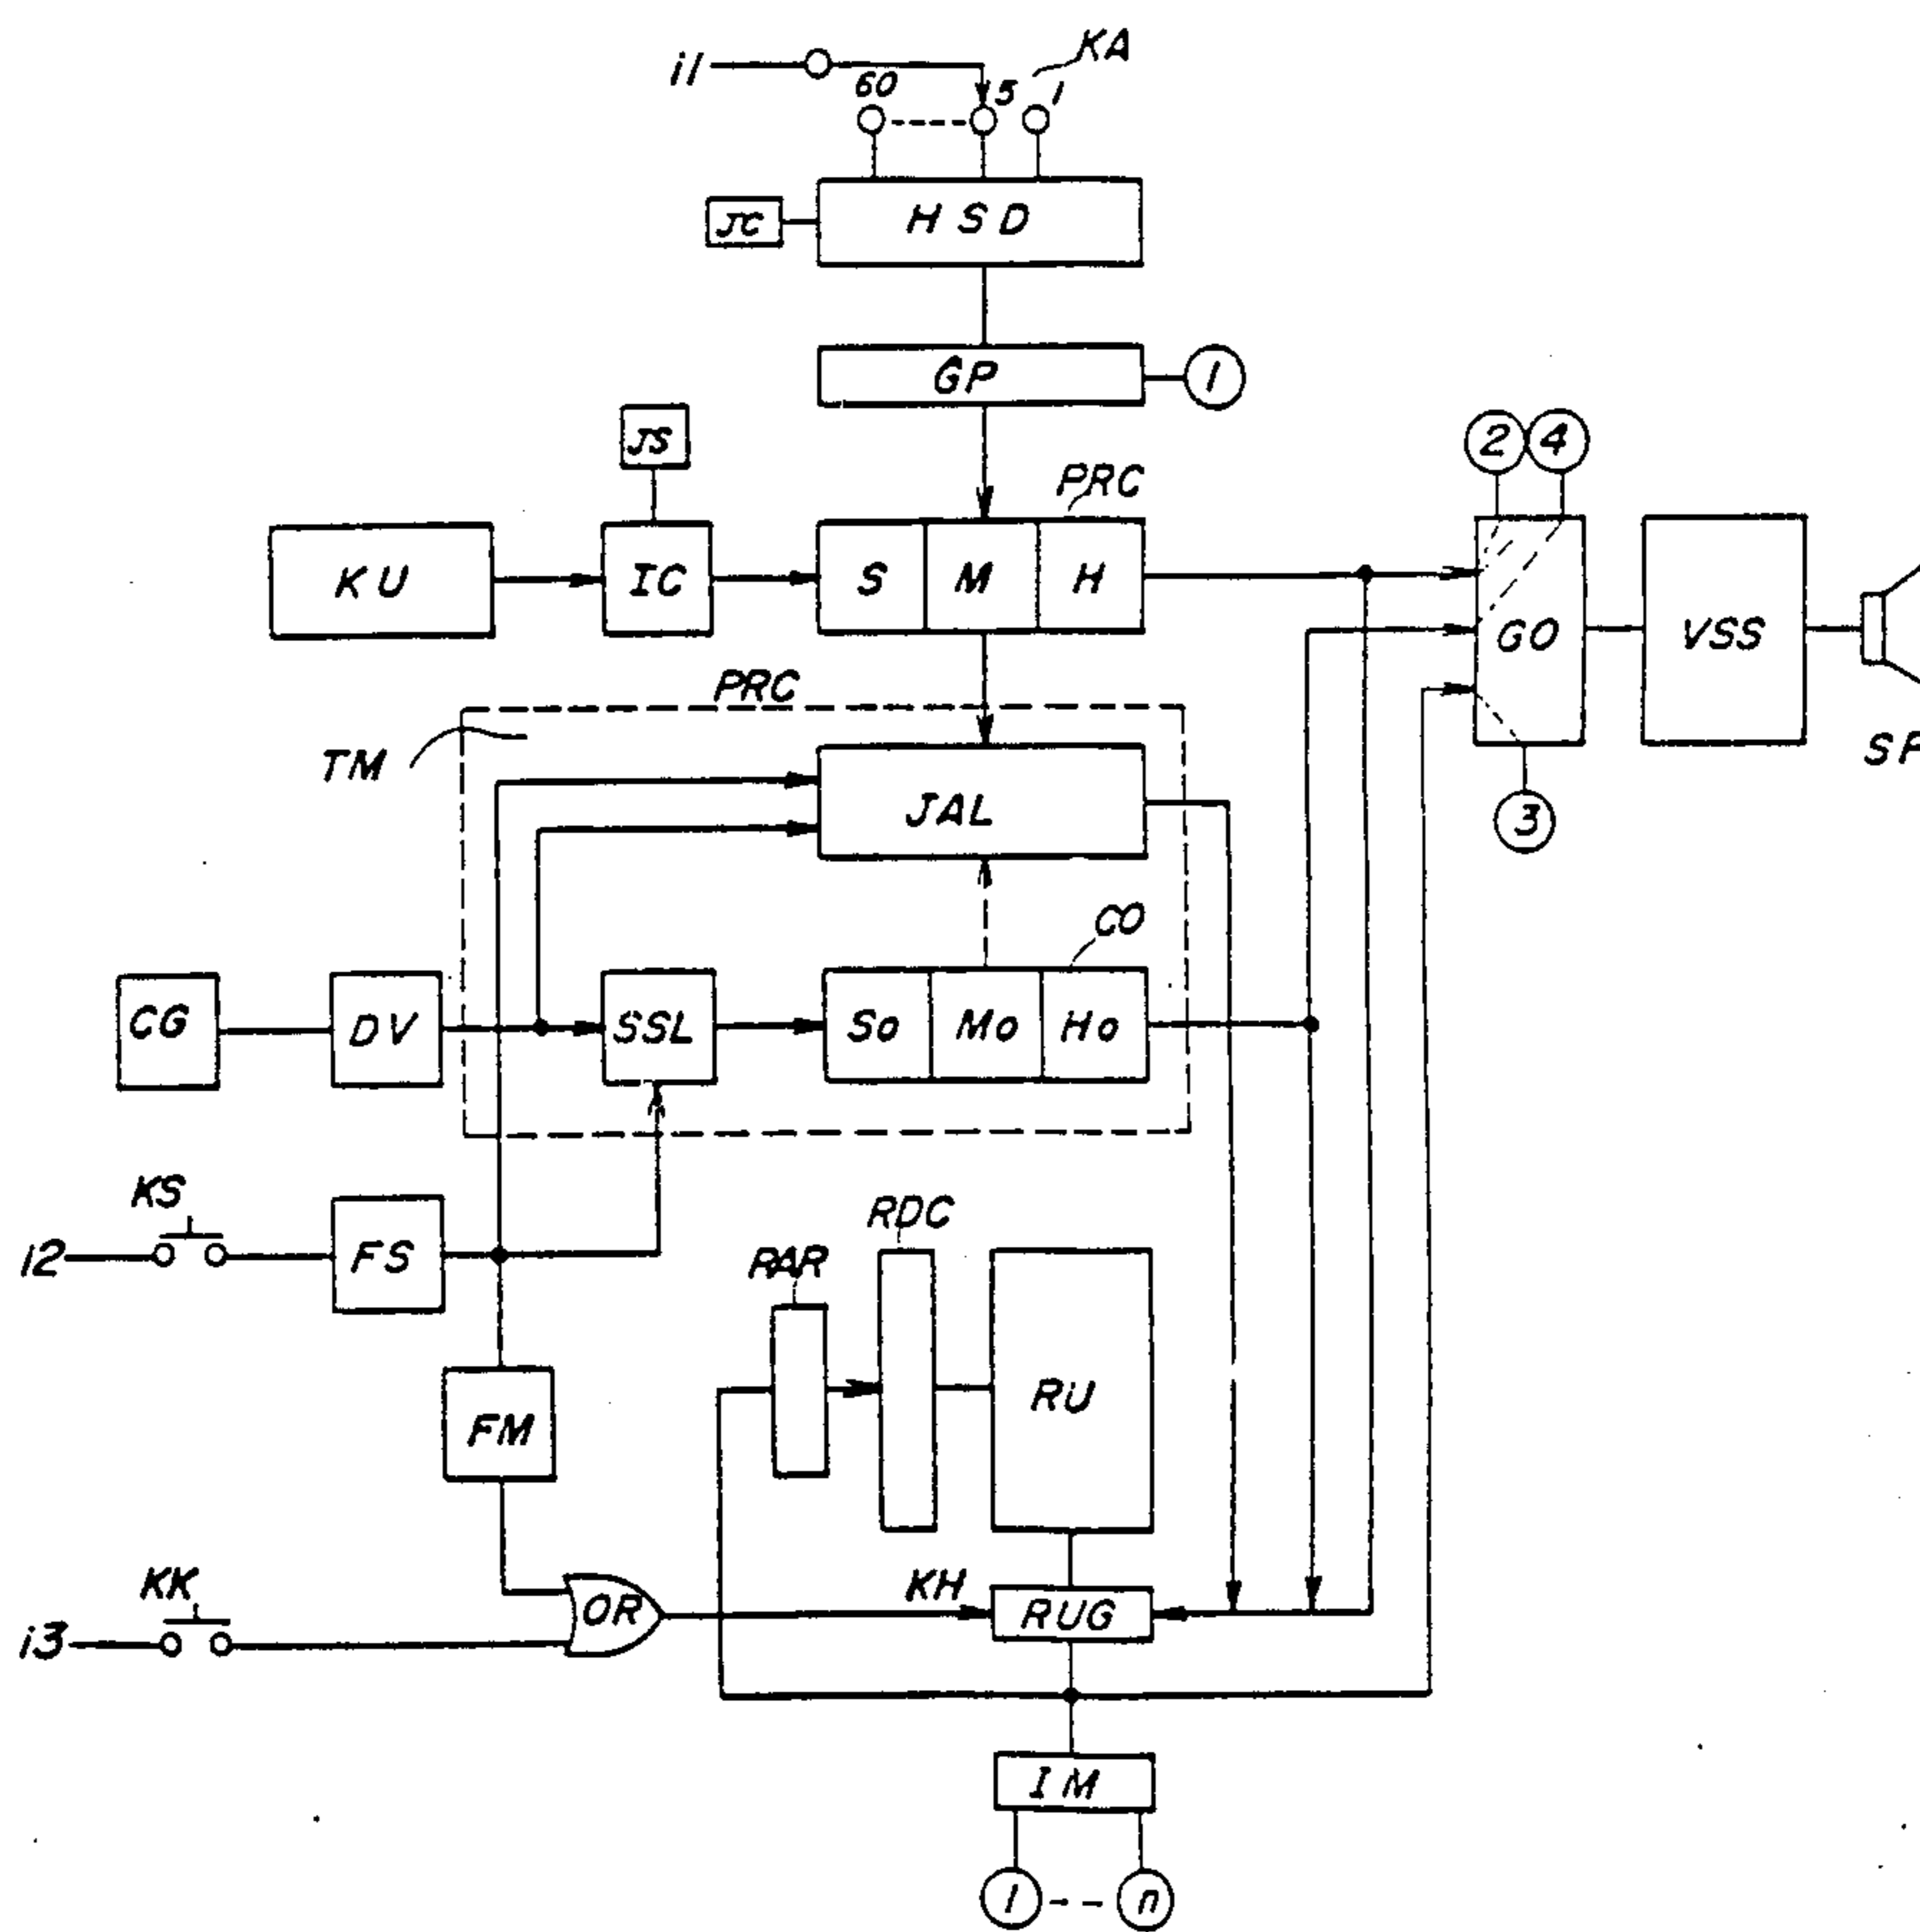 i1
KA
60
5
1
JC
HSD
GP
1
JS
PRC
2
4
KU
IC
S
M
H
GO
VSS
PRC
TM
JAL
SP
3
CO
CG
DV
SSL
So
Mo
Ho
KS
RDC
i2
FS
RAR
RU
FM
KK
KH
OR
RUG
i3
IM
1
n